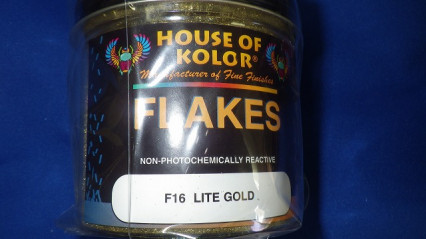 HOUSE OF
KOLOR®
Manufacturer of Fine Finishes
FLAKES
NON-PHOTOCHEMICALLY REACTIVE
F16 LITE GOLD